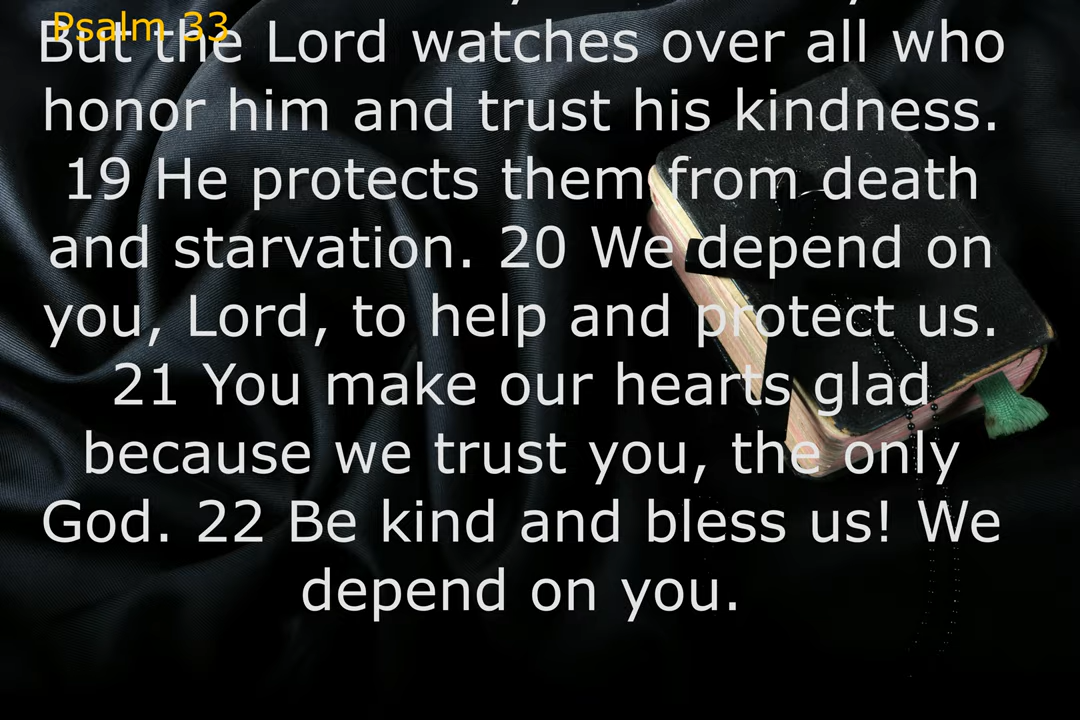 Psalm 33
But the Lord watches over all who
honor him and trust his kindness.
19 He protects them from death
and starvation. 20 We depend on
you, Lord, to help and protect us.
21 You make our hearts glad
because we trust you, the only
God. 22 Be kind and bless us! We
depend on you.